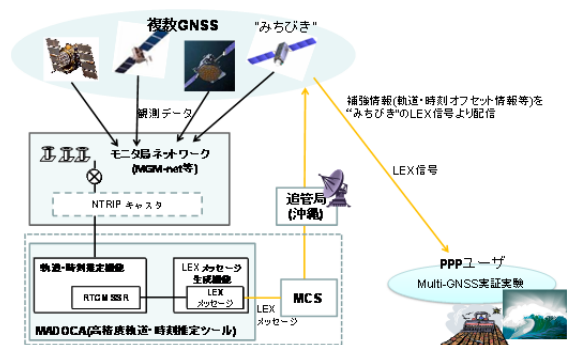 複数GNSS
"みちびき"
観測データ
補強情報(軌道・時刻オフセット情報等)を
"みちびき"のLEX信号より配信
モニタ局ネットワーク
(MGM-net等)
LEX信号
NTRIP キャスタ
追管局
(沖縄)
PPPユーザ
Multi-GNSS実証実験
軌道・時刻推定機能
LEXメッセージ
生成機能
RTCM SSR
LEX
メッセージ
MCS
LEX
メッセージ
MADOCA(高精度軌道・時刻推定ツール)